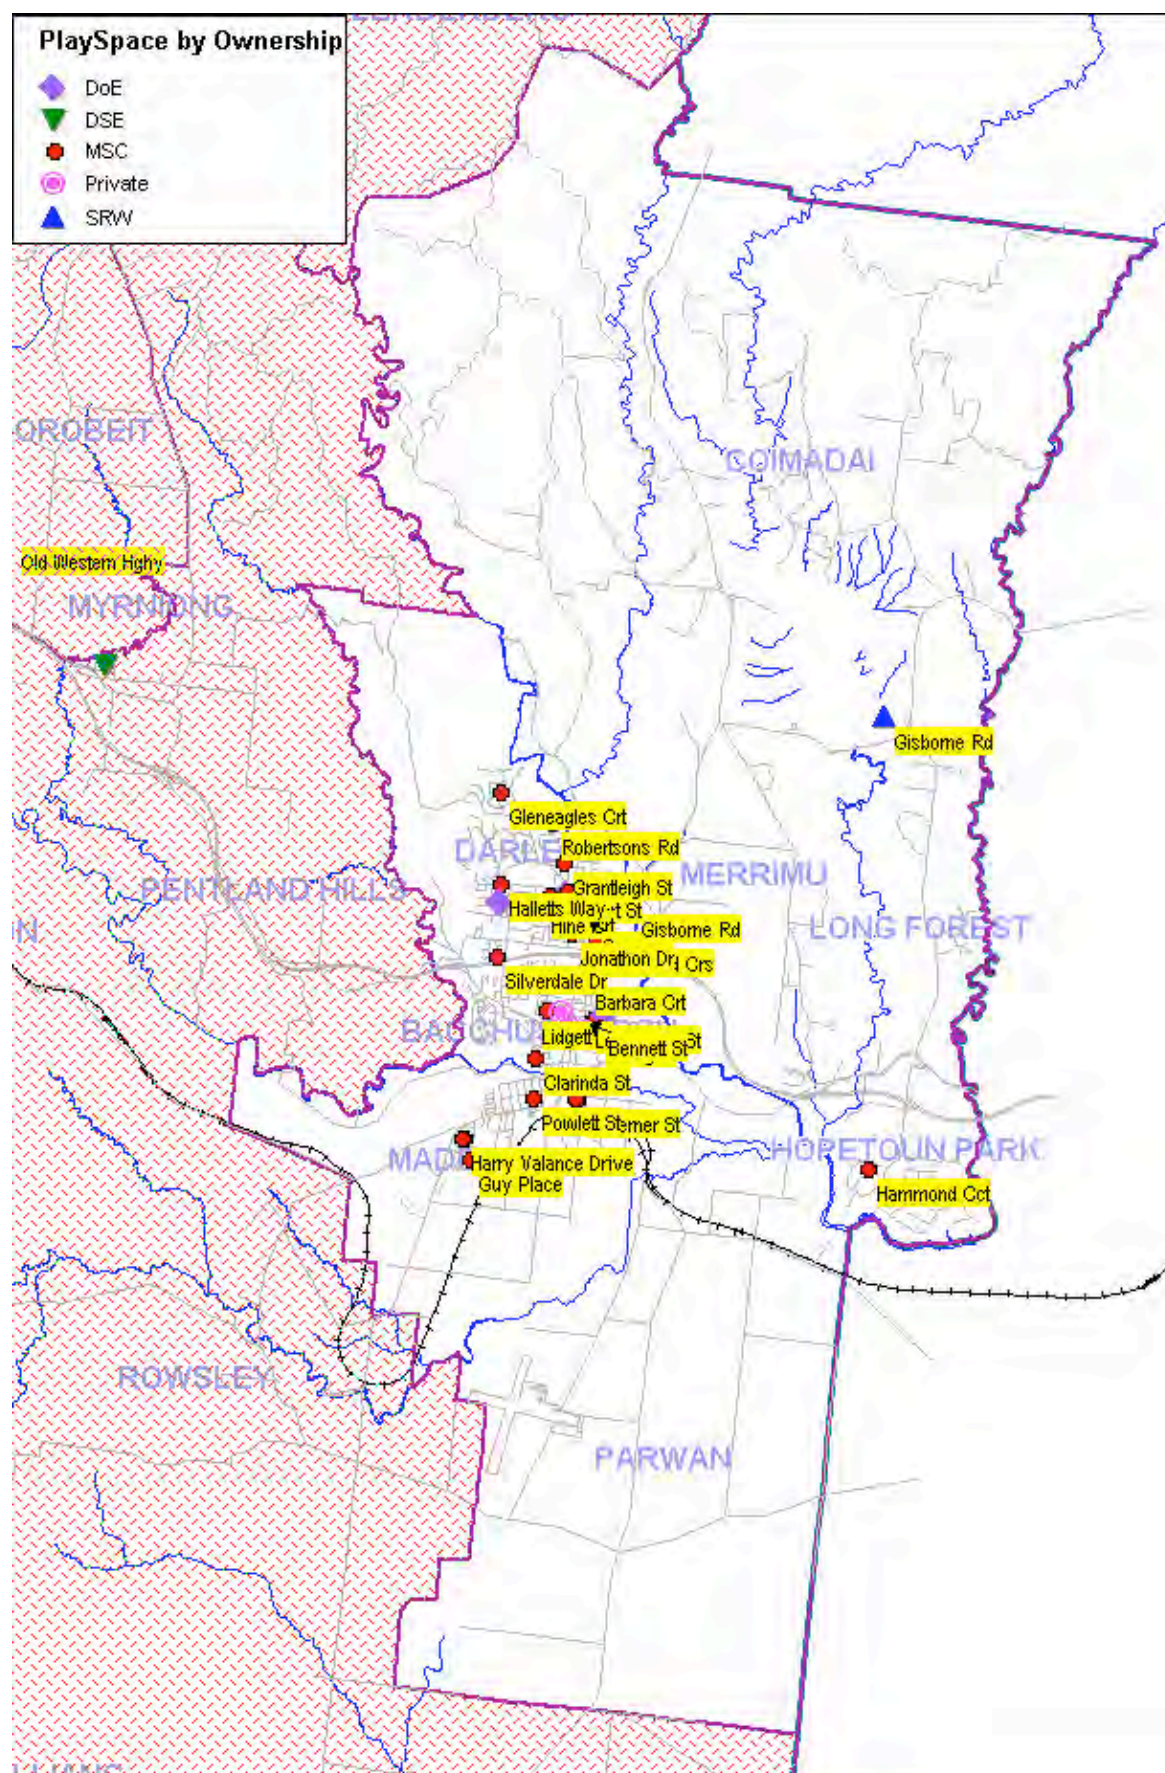 PlaySpace by Ownership
DoE
DSE
MSC
Private
SRW
COIMADAI
Old Western Hghy
MYRNIONG
Gisborne Rd
Gleneagles Crt
Robertsons Rd
DARLE
MERRIMU
Grantleigh St
PENTLAND HILLS
Halletts Way
t St
Gisborne Rd
LONG FOREST
Jonathon Dr
Crs
Silverdale Dr
Barbara Crt
Lidgett
Bennett St
St
Clarinda St
Powlett St
emer St
HOPETOUN PARK
MAD
Harry Valance Drive
Guy Place
Hammond Cct
ROWSLEY
PARWAN